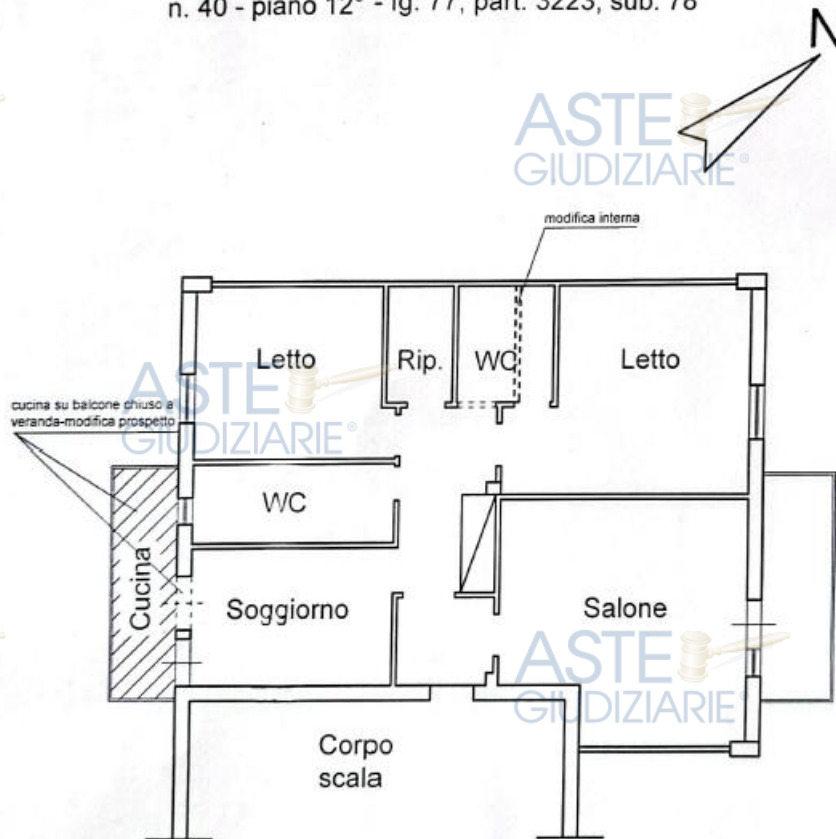 n. 40 - piano 12° - fg. 77, part. 3223, sub. 78
N
ASTE
GIUDIZIARIE®
modifica interna
Letto
Rip.
WC
Letto
ASTE
GIUDIZIARIE®
cucina su balcone chiuso a
veranda-modifica prospetto
WC
Cucina
Soggiorno
Salone
ASTE
GIUDIZIARIE®
Corpo
scala